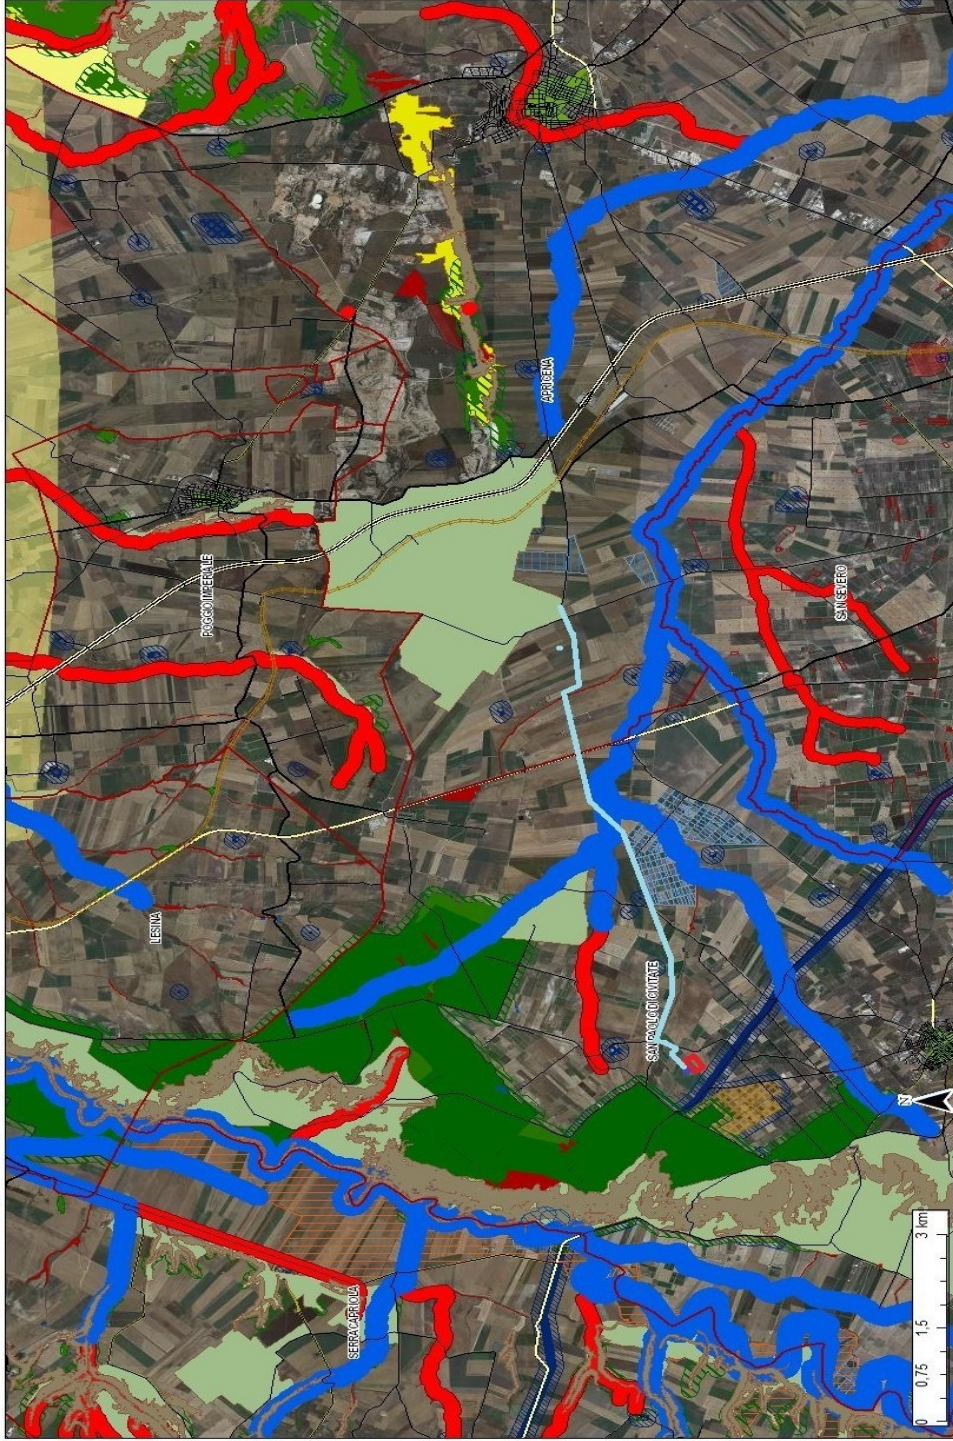 POGGIO IMPERIALE
APRICENA
LESINA
SAN SEVERO
SAN PAOLO DI CIVITATE
SERRACAPRIOLA
N
0 0,75 1,5 3 km